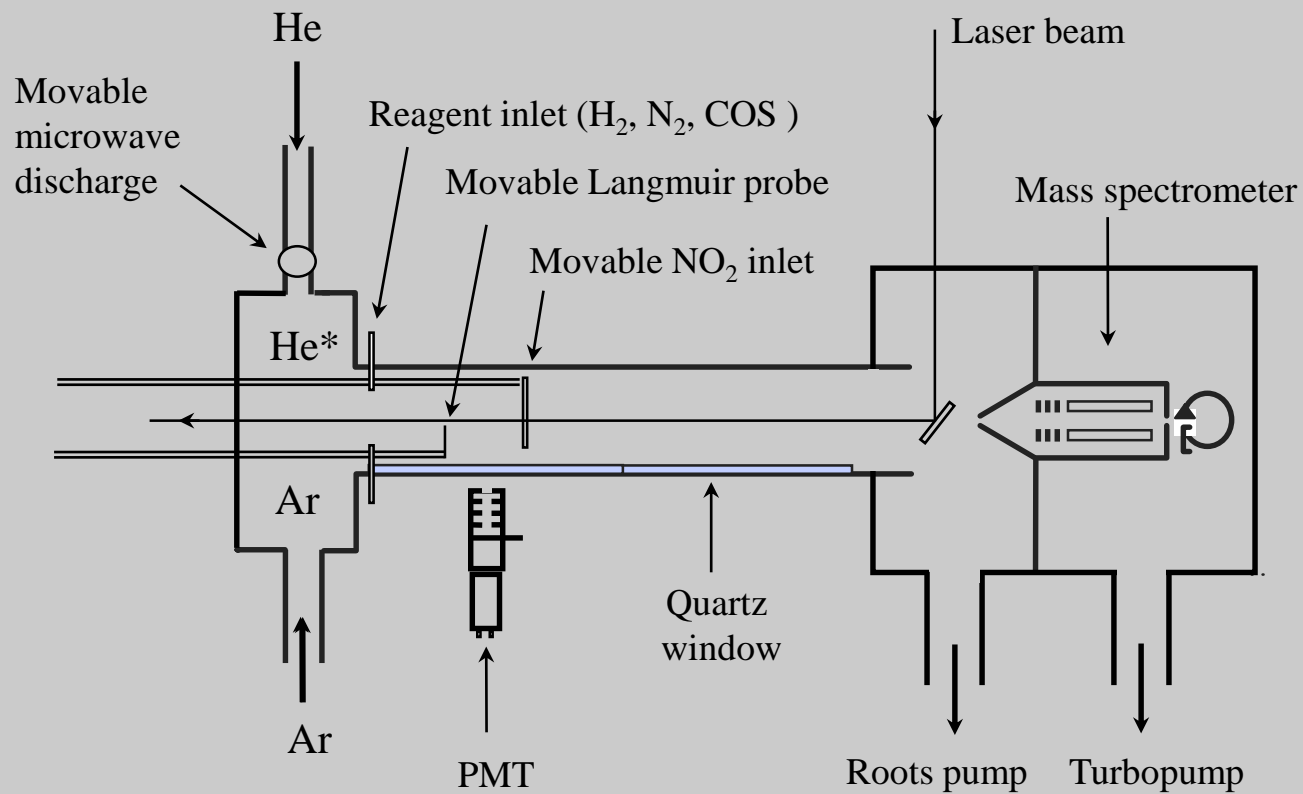 He
Laser beam
Movable
microwave
discharge
Reagent inlet (H₂, N₂, COS )
Movable Langmuir probe
Mass spectrometer
Movable NO₂ inlet
He*
Ar
Quartz
window
Ar
PMT
Roots pump
Turbopump